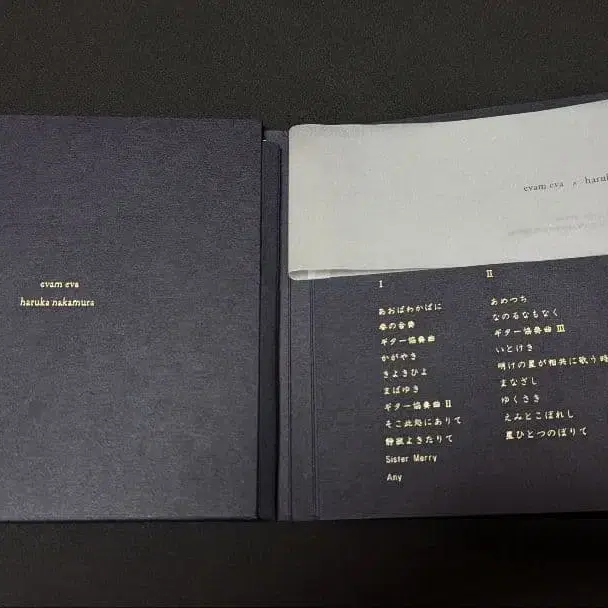 evam eva
haruka nakamura
evam eva × haru
I
あおばわかばに
春の合奏
ギター協奏曲
かがやき
きよきひよ
まばゆき
ギター協奏曲 II
そこ此処にありて
静寂よきたりて
Sister Merry
Any
II
あめつち
なのるなもなく
ギター協奏曲 III
いとけき
明けの星が相共に歌う時
まなざし
ゆくさき
えみとこぼれし
星ひとつのぼりて